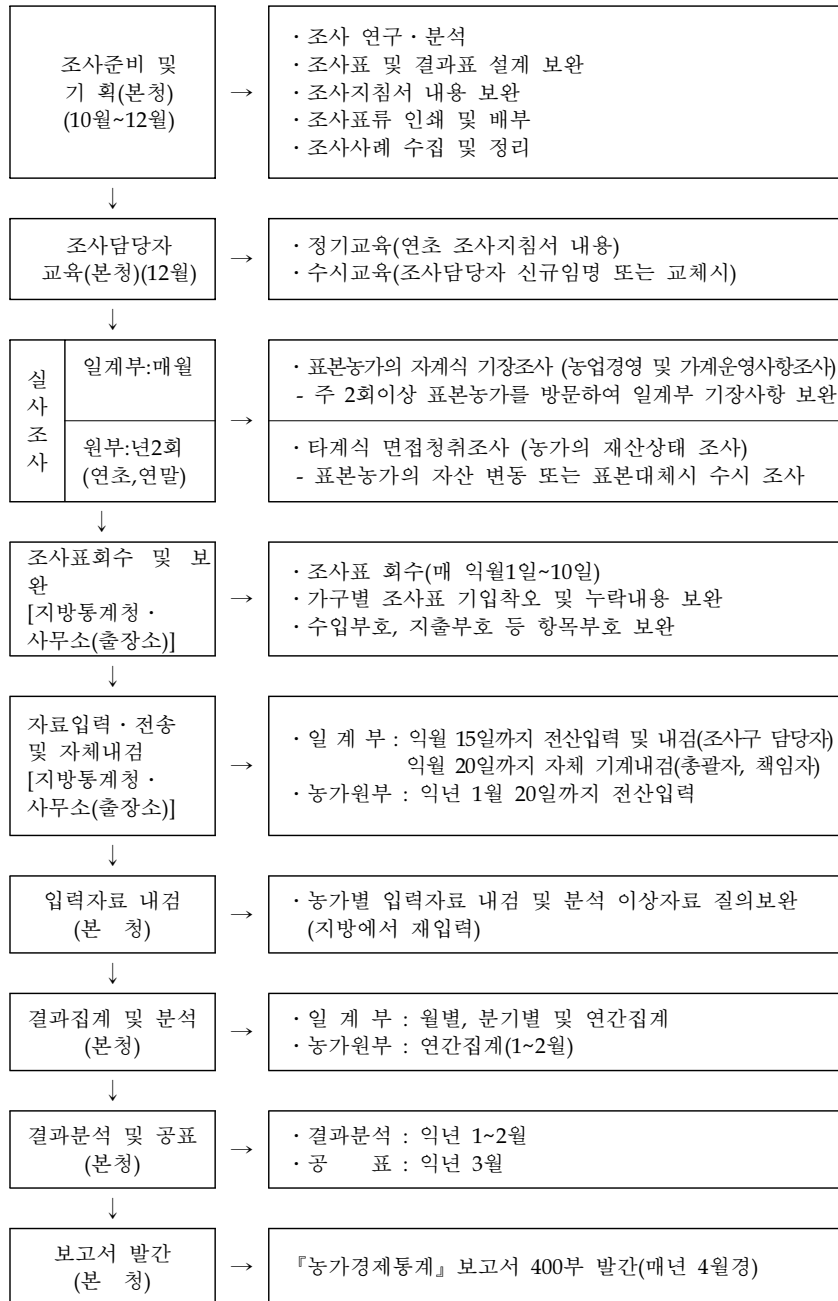 조사준비 및
기 획(본청)
(10월~12월)
→
· 조사 연구 · 분석
· 조사표 및 결과표 설계 보완
· 조사지침서 내용 보완
· 조사표류 인쇄 및 배부
· 조사사례 수집 및 정리
↓
조사담당자
교육(본청)(12월)
→
· 정기교육(연초 조사지침서 내용)
· 수시교육(조사담당자 신규임명 또는 교체시)
↓
실
사
조
사
일계부:매월
→
· 표본농가의 자계식 기장조사 (농업경영 및 가계운영사항조사)
- 주 2회이상 표본농가를 방문하여 일계부 기장사항 보완
원부:년2회
(연초,연말)
· 타계식 면접청취조사 (농가의 재산상태 조사)
- 표본농가의 자산 변동 또는 표본대체시 수시 조사
↓
조사표회수 및 보
완
[지방통계청 ·
사무소(출장소)]
→
· 조사표 회수(매 익월1일~10일)
· 가구별 조사표 기입착오 및 누락내용 보완
· 수입부호, 지출부호 등 항목부호 보완
↓
자료입력 · 전송
및 자체내검
[지방통계청 ·
사무소(출장소)]
→
· 일 계 부 : 익월 15일까지 전산입력 및 내검(조사구 담당자)
익월 20일까지 자체 기계내검(총괄자, 책임자)
· 농가원부 : 익년 1월 20일까지 전산입력
↓
입력자료 내검
(본 청)
→
· 농가별 입력자료 내검 및 분석 이상자료 질의보완
(지방에서 재입력)
↓
결과집계 및 분석
(본청)
→
· 일 계 부 : 월별, 분기별 및 연간집계
· 농가원부 : 연간집계(1~2월)
↓
결과분석 및 공표
(본청)
→
· 결과분석 : 익년 1~2월
· 공 표 : 익년 3월
↓
보고서 발간
(본 청)
→
『농가경제통계』 보고서 400부 발간(매년 4월경)